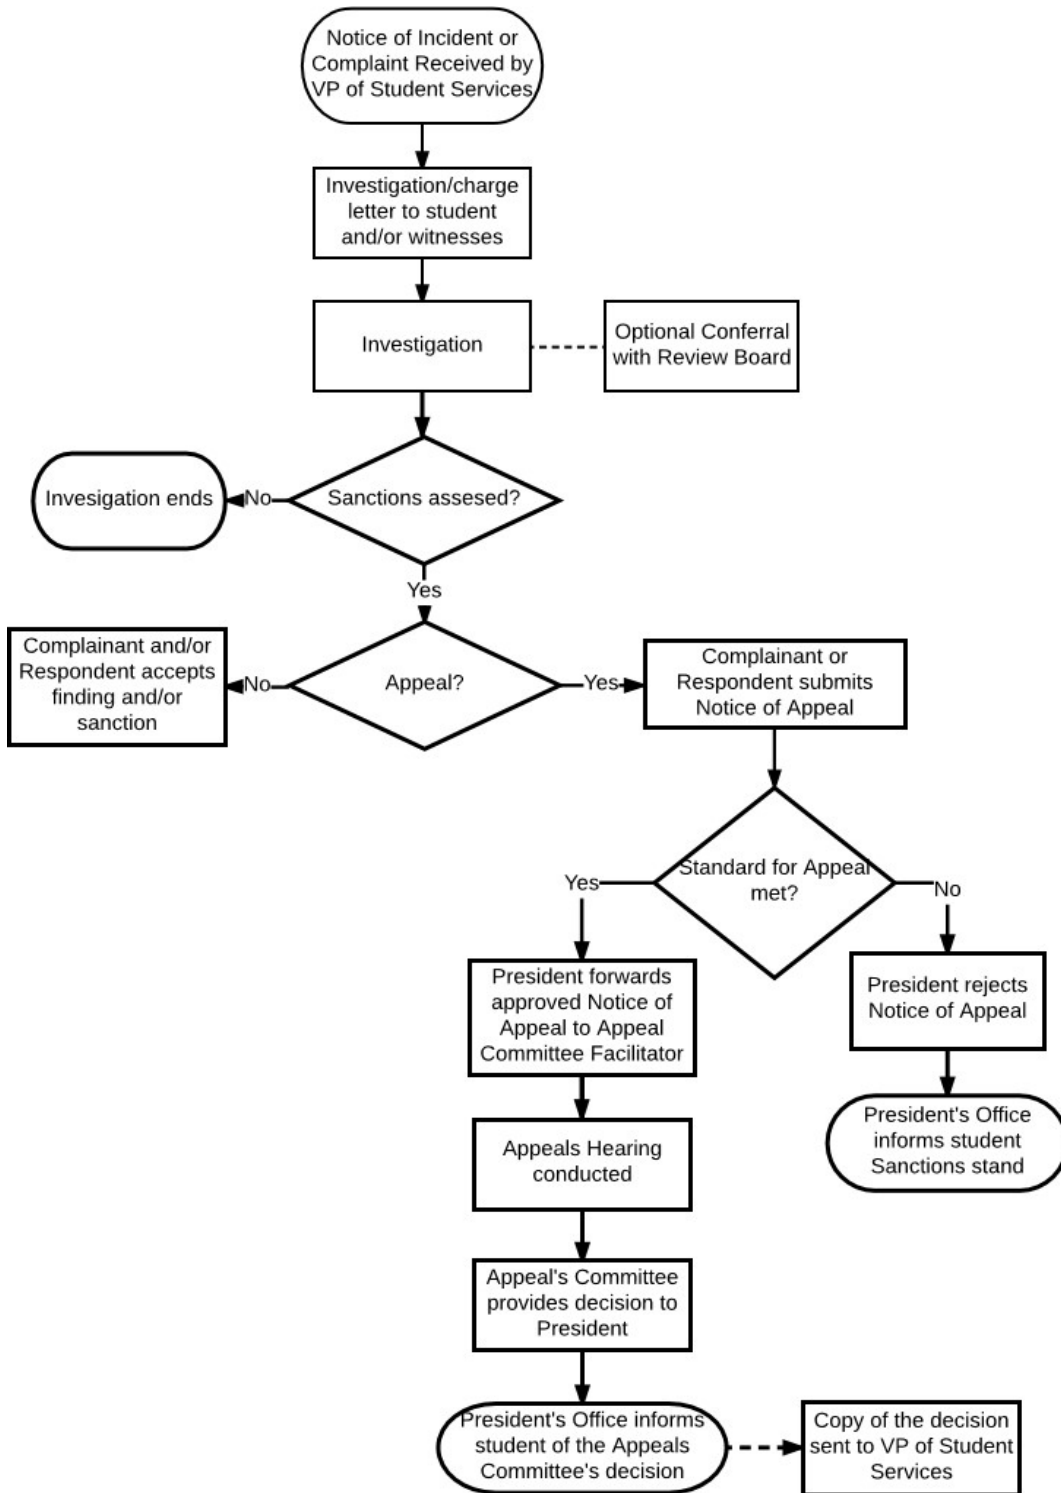 Notice of Incident or
Complaint Received by
VP of Student Services
Investigation/charge
letter to student
and/or witnesses
Investigation
Optional Conferral
with Review Board
Sanctions assesed?
No
Invesigation ends
Yes
Appeal?
No
Complainant and/or
Respondent accepts
finding and/or
sanction
Yes
Complainant or
Respondent submits
Notice of Appeal
Standard for Appeal
met?
Yes
No
President forwards
approved Notice of
Appeal to Appeal
Committee Facilitator
President rejects
Notice of Appeal
President's Office
informs student
Sanctions stand
Appeals Hearing
conducted
Appeal's Committee
provides decision to
President
President's Office informs
student of the Appeals
Committee's decision
Copy of the decision
sent to VP of Student
Services